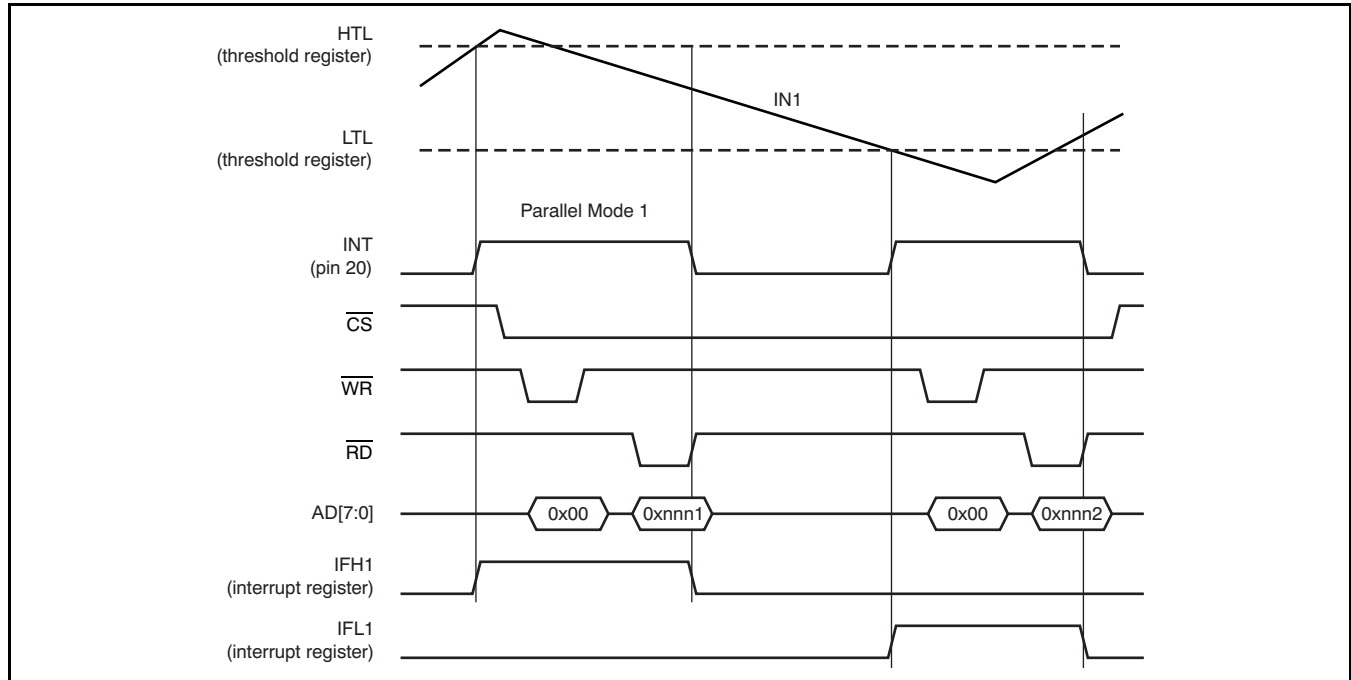 HTL
(threshold register)
IN1
LTL
(threshold register)
Parallel Mode 1
INT
(pin 20)
CS
WR
RD
AD[7:0]
0x00
0xnnn1
0x00
0xnnn2
IFH1
(interrupt register)
IFL1
(interrupt register)